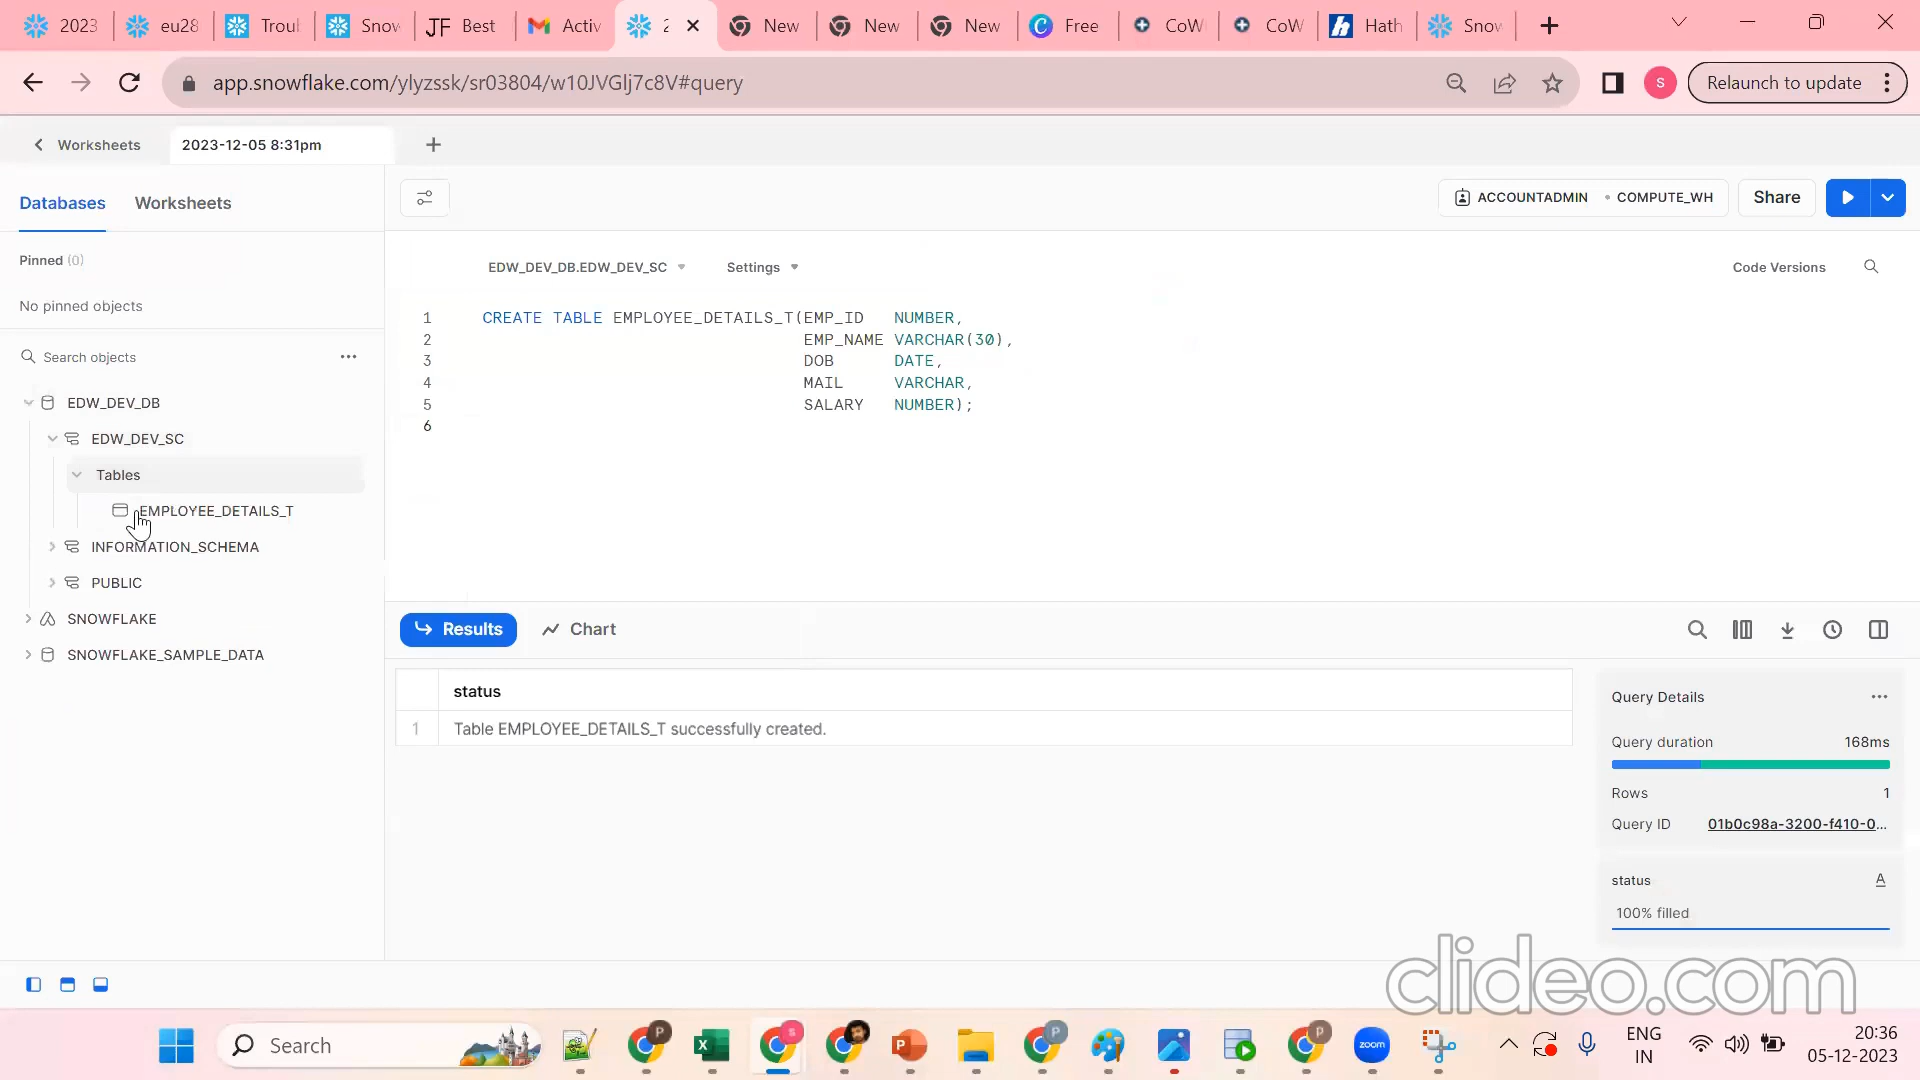 2023
eu28
Troul
Snov
JF Best
Activ
2
New
New
New
Free
CoW
CoW
Hath
Snov
app.snowflake.com/ylyzssk/sr03804/w10JVGlj7c8V#query
S
Relaunch to update
Worksheets
2023-12-05 8:31pm
Databases
Worksheets
ACCOUNTADMIN
COMPUTE_WH
Share
Pinned (0)
No pinned objects
Search objects
EDW_DEV_DB
EDW_DEV_SC
Tables
EMPLOYEE_DETAILS_T
INFORMATION_SCHEMA
PUBLIC
SNOWFLAKE
SNOWFLAKE_SAMPLE_DATA
EDW_DEV_DB.EDW_DEV_SC
Settings
Code Versions
1 CREATE TABLE EMPLOYEE_DETAILS_T(EMP_ID NUMBER,
2 EMP_NAME VARCHAR(30),
3 DOB DATE,
4 MAIL VARCHAR,
5 SALARY NUMBER);
6
Results
Chart
status
1 Table EMPLOYEE_DETAILS_T successfully created.
Query Details
Query duration 168ms
Rows 1
Query ID 01b0c98a-3200-f410-0...
status A
100% filled
clideo.com
Search
P
S
P
P
P
zoom
ENG
IN
20:36
05-12-2023